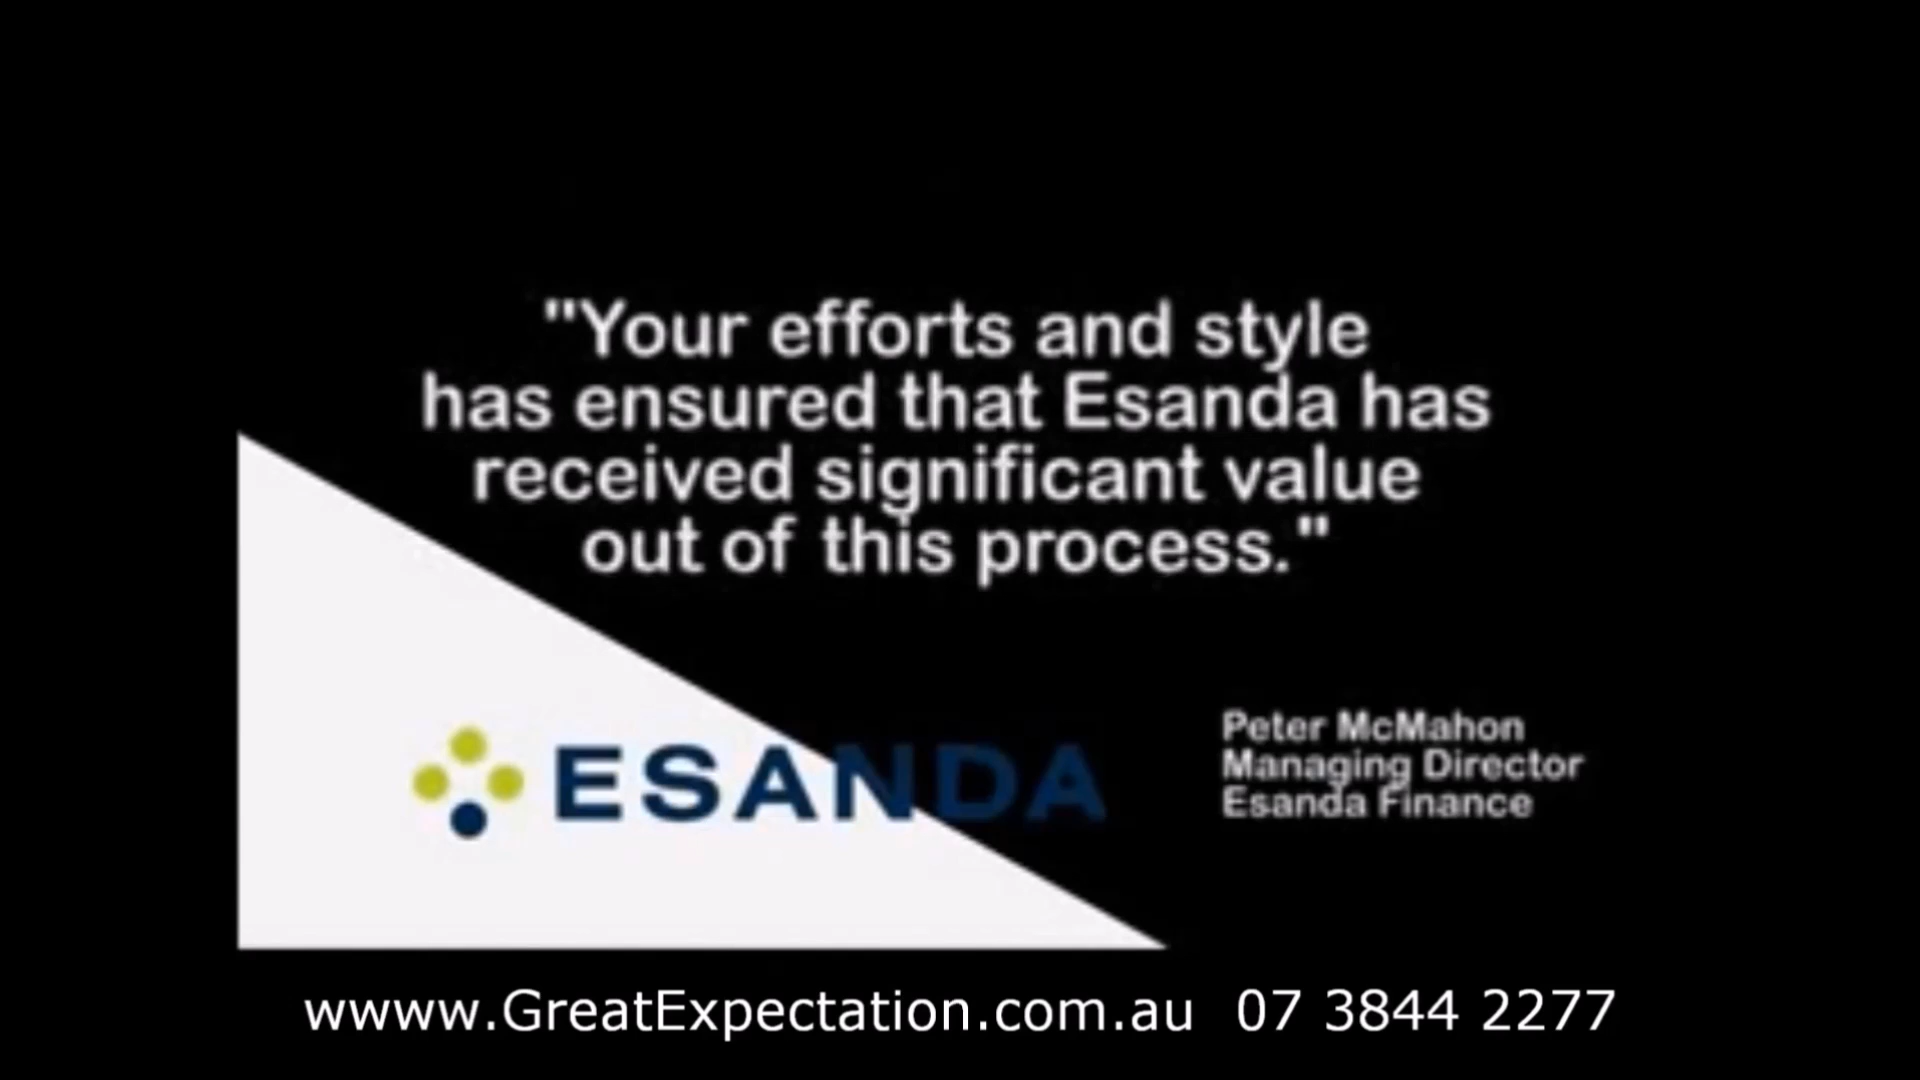 "Your efforts and style
has ensured that Esanda has
received significant value
out of this process."
ESANDA
Peter McMahon
Managing Director
Esanda Finance
wwww.GreatExpectation.com.au 07 3844 2277